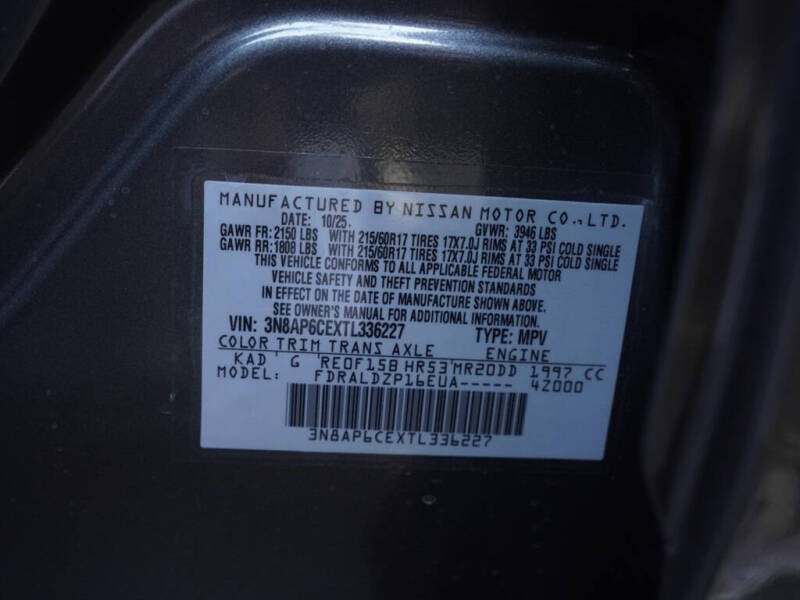 MANUFACTURED BY NISSAN MOTOR CO.,LTD.
DATE: 10/25. GVWR: 3946 LBS
GAWR FR: 2150 LBS WITH 215/60R17 TIRES 17X7.0J RIMS AT 33 PSI COLD SINGLE
GAWR RR: 1808 LBS WITH 215/60R17 TIRES 17X7.0J RIMS AT 33 PSI COLD SINGLE
THIS VEHICLE CONFORMS TO ALL APPLICABLE FEDERAL MOTOR
VEHICLE SAFETY AND THEFT PREVENTION STANDARDS
IN EFFECT ON THE DATE OF MANUFACTURE SHOWN ABOVE.
SEE OWNER'S MANUAL FOR ADDITIONAL INFORMATION.
VIN: 3N8AP6CEXTL336227 TYPE: MPV
COLOR TRIM TRANS AXLE ENGINE
KAD ' G 'RE0F15B HR53'MR20DD 1997 CC
FDRALDZP16EUA----- 4Z000
3N8AP6CEXTL336227